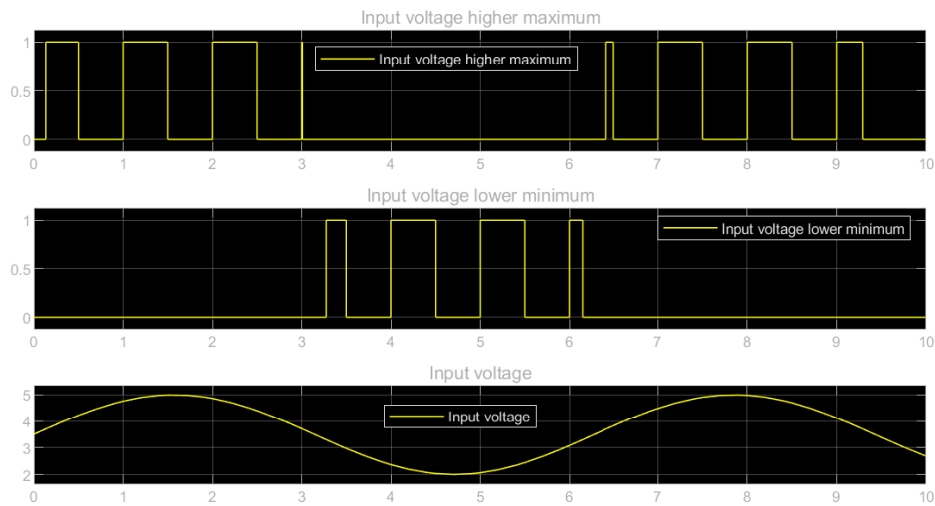 Input voltage higher maximum
1
Input voltage higher maximum
0.5
0
0 1 2 3 4 5 6 7 8 9 10
Input voltage lower minimum
1
Input voltage lower minimum
0.5
0
0 1 2 3 4 5 6 7 8 9 10
Input voltage
5
Input voltage
4
3
2
0 1 2 3 4 5 6 7 8 9 10